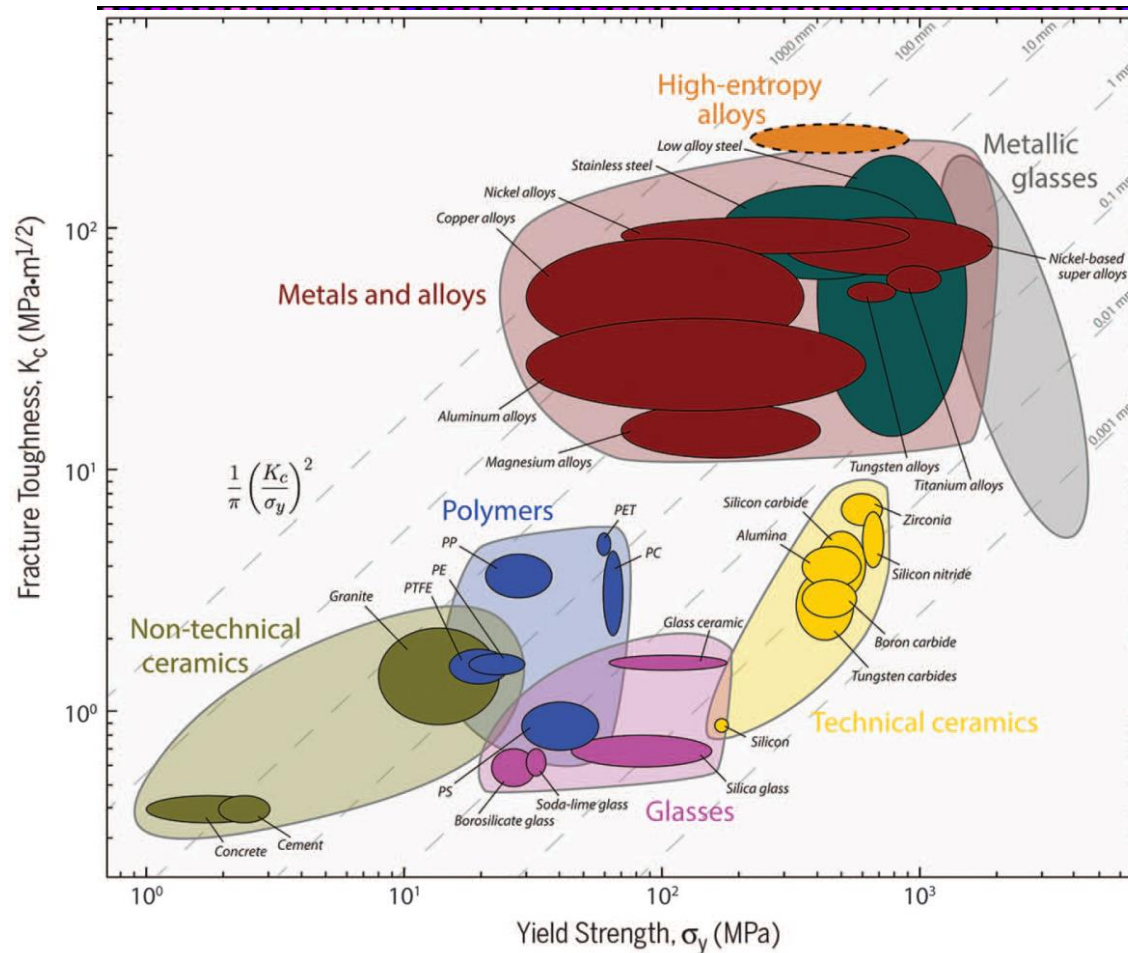 1000 mm
100 mm
10 mm
1 mm
0.1 mm
0.01 mm
0.001 mm
High-entropy
alloys
Low alloy steel
Stainless steel
Metallic
glasses
Nickel alloys
Copper alloys
Nickel-based
super alloys
Metals and alloys
Aluminum alloys
Magnesium alloys
Tungsten alloys
Titanium alloys
Fracture Toughness, K_c (MPa•m^1/2)
10²
10¹
10⁰
1/π (K_c/σ_y)²
Polymers
PET
PP
PC
PE
PTFE
Granite
Non-technical
ceramics
Silicon carbide
Zirconia
Alumina
Silicon nitride
Glass ceramic
Boron carbide
Tungsten carbides
Technical ceramics
Silicon
Silica glass
PS
Soda-lime glass
Borosilicate glass
Glasses
Cement
Concrete
10⁰
10¹
10²
10³
Yield Strength, σ_y (MPa)